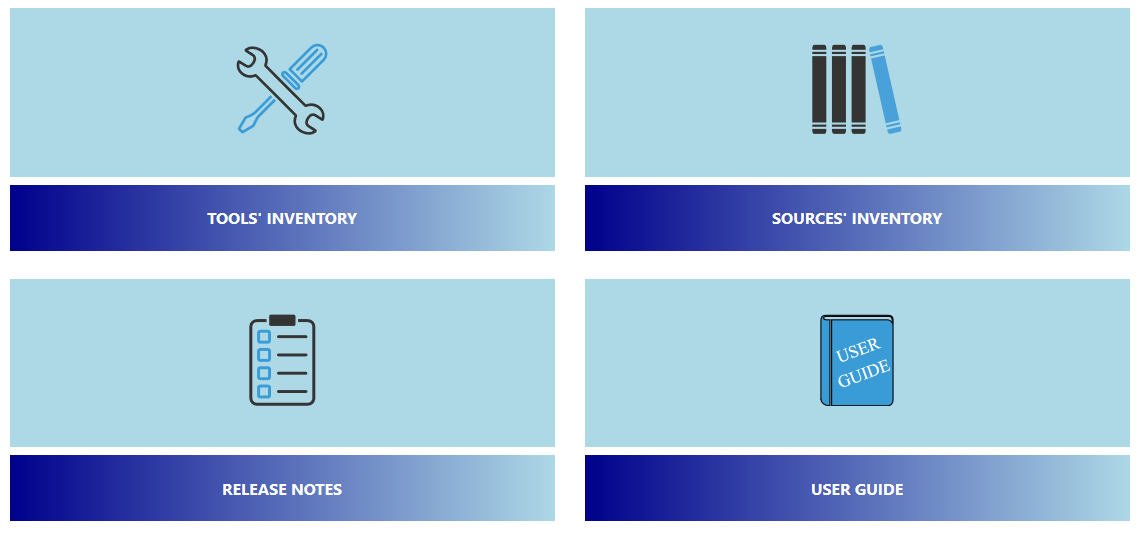 TOOLS' INVENTORY
SOURCES' INVENTORY
RELEASE NOTES
USER
GUIDE
USER GUIDE